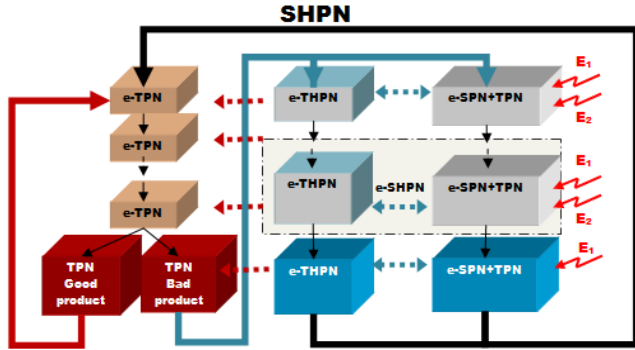 SHPN
e-TPN
e-THPN
e-SPN+TPN
E1
E2
e-TPN
e-TPN
e-THPN
e-SHPN
e-SPN+TPN
E1
E2
TPN
Good
product
TPN
Bad
product
e-THPN
e-SPN+TPN
E1